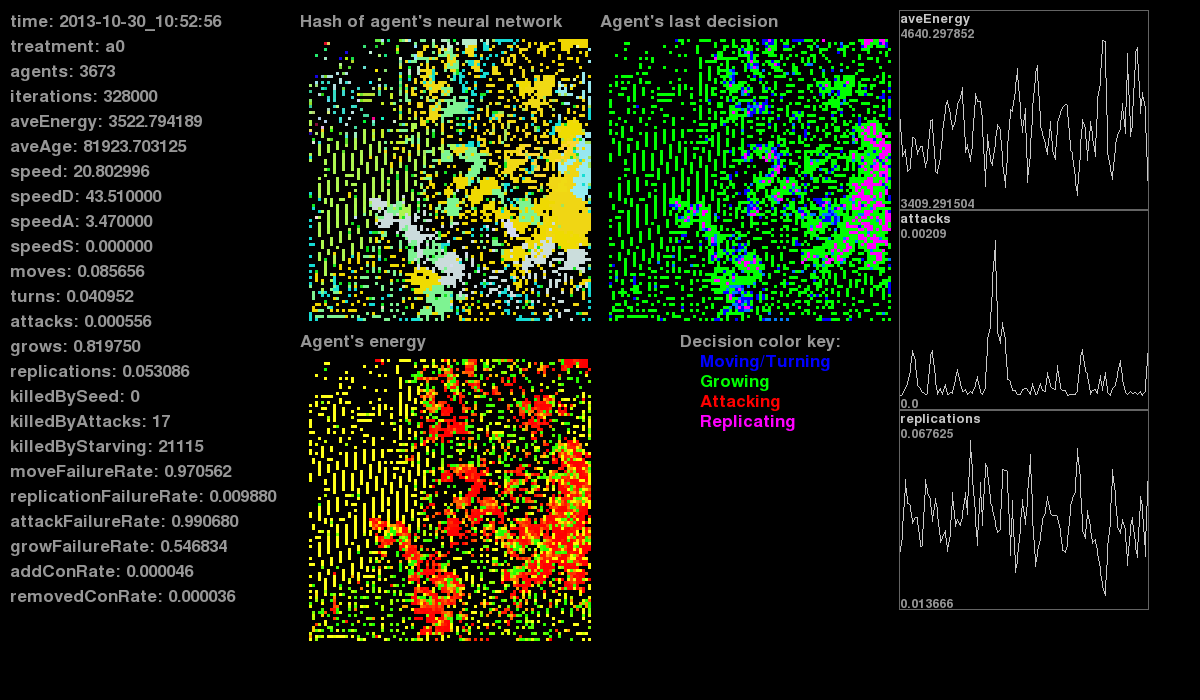 time: 2013-10-30_10:52:56
treatment: a0
agents: 3673
iterations: 328000
aveEnergy: 3522.794189
aveAge: 81923.703125
speed: 20.802996
speedD: 43.510000
speedA: 3.470000
speedS: 0.000000
moves: 0.085656
turns: 0.040952
attacks: 0.000556
grows: 0.819750
replications: 0.053086
killedBySeed: 0
killedByAttacks: 17
killedByStarving: 21115
moveFailureRate: 0.970562
replicationFailureRate: 0.009880
attackFailureRate: 0.990680
growFailureRate: 0.546834
addConRate: 0.000046
removedConRate: 0.000036
Hash of agent's neural network
Agent's last decision
Agent's energy
Decision color key:
Moving/Turning
Growing
Attacking
Replicating
aveEnergy
4640.297852
3409.291504
attacks
0.00209
0.0
replications
0.067625
0.013666